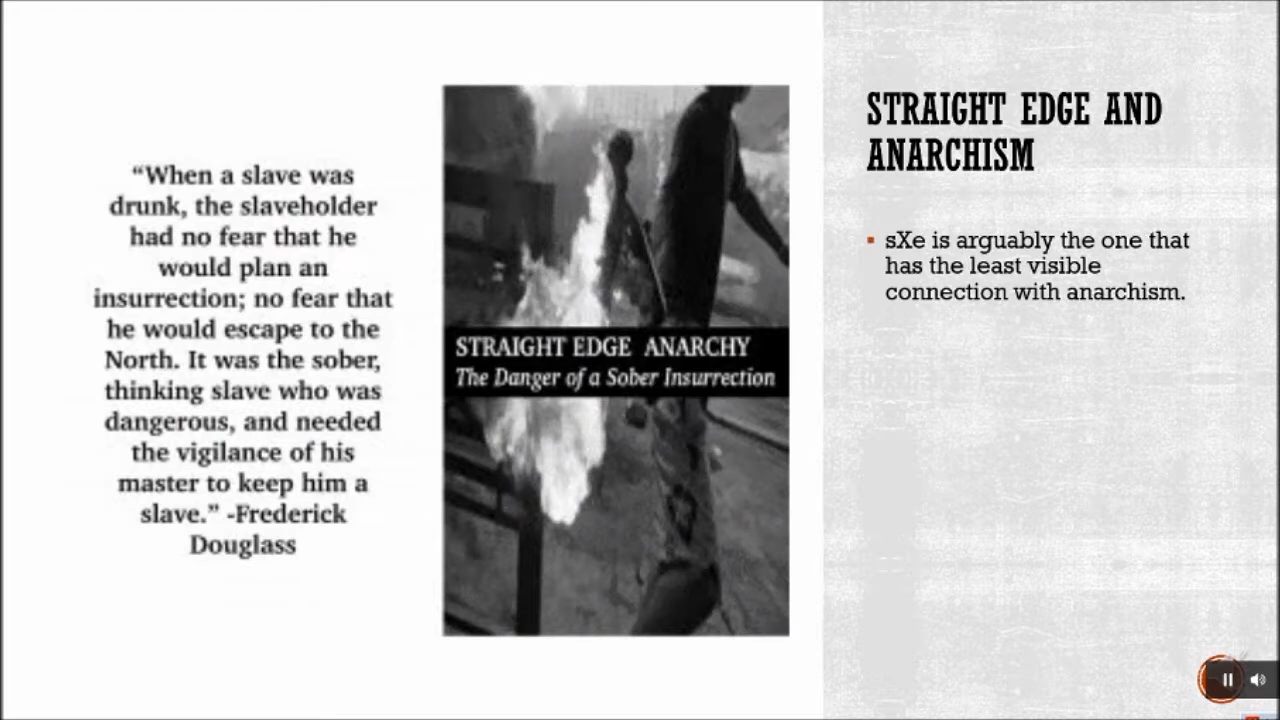 “When a slave was
drunk, the slaveholder
had no fear that he
would plan an
insurrection; no fear that
he would escape to the
North. It was the sober,
thinking slave who was
dangerous, and needed
the vigilance of his
master to keep him a
slave.” -Frederick
Douglass
STRAIGHT EDGE ANARCHY
The Danger of a Sober Insurrection
STRAIGHT EDGE AND
ANARCHISM
▪ sXe is arguably the one that
has the least visible
connection with anarchism.